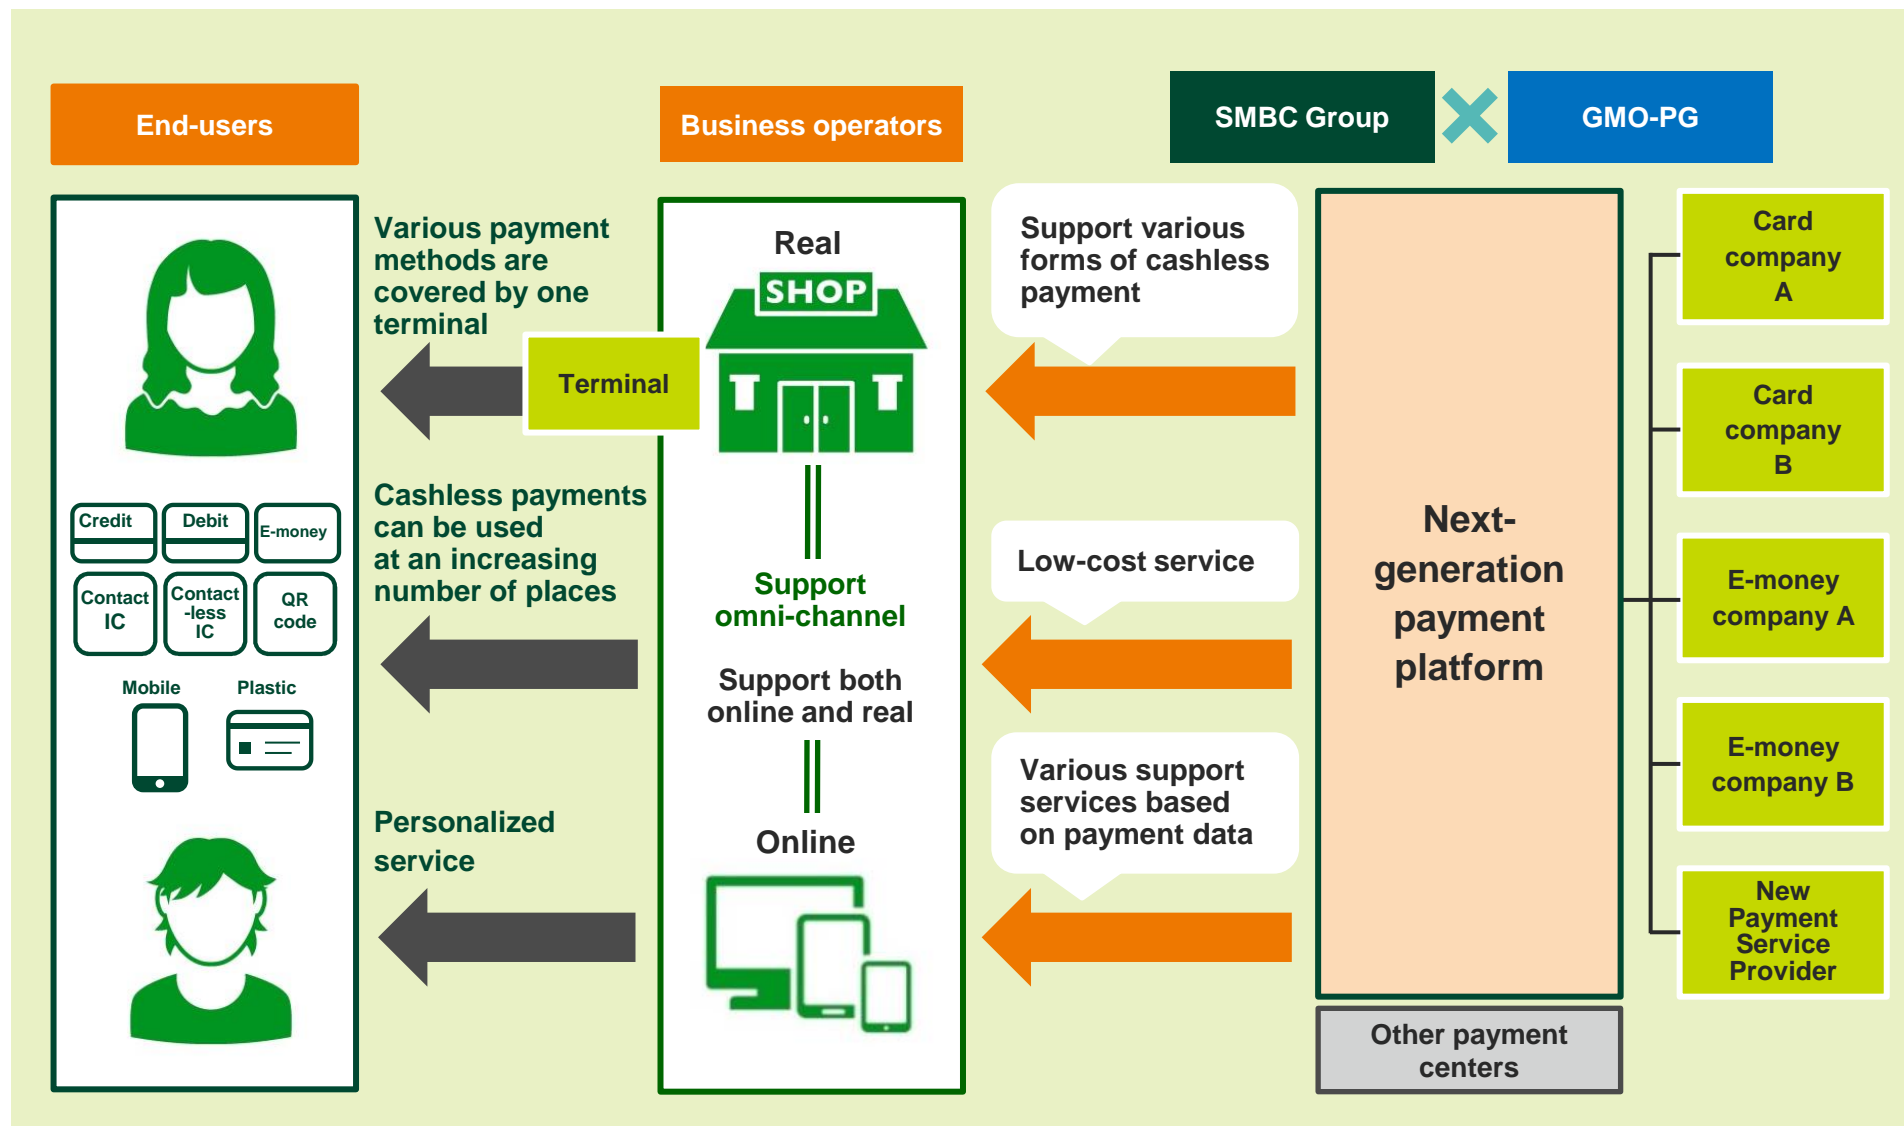 End-users
Business operators
SMBC Group
GMO-PG
Various payment
methods are
covered by one
terminal
Terminal
Cashless payments
can be used
at an increasing
number of places
Personalized
service
Credit
Debit
E-money
Contact
IC
Contact
-less
IC
QR
code
Mobile
Plastic
Real
SHOP
Support
omni-channel
Support both
online and real
Online
Support various
forms of cashless
payment
Low-cost service
Various support
services based
on payment data
Next-
generation
payment
platform
Other payment
centers
Card
company
A
Card
company
B
E-money
company A
E-money
company B
New
Payment
Service
Provider